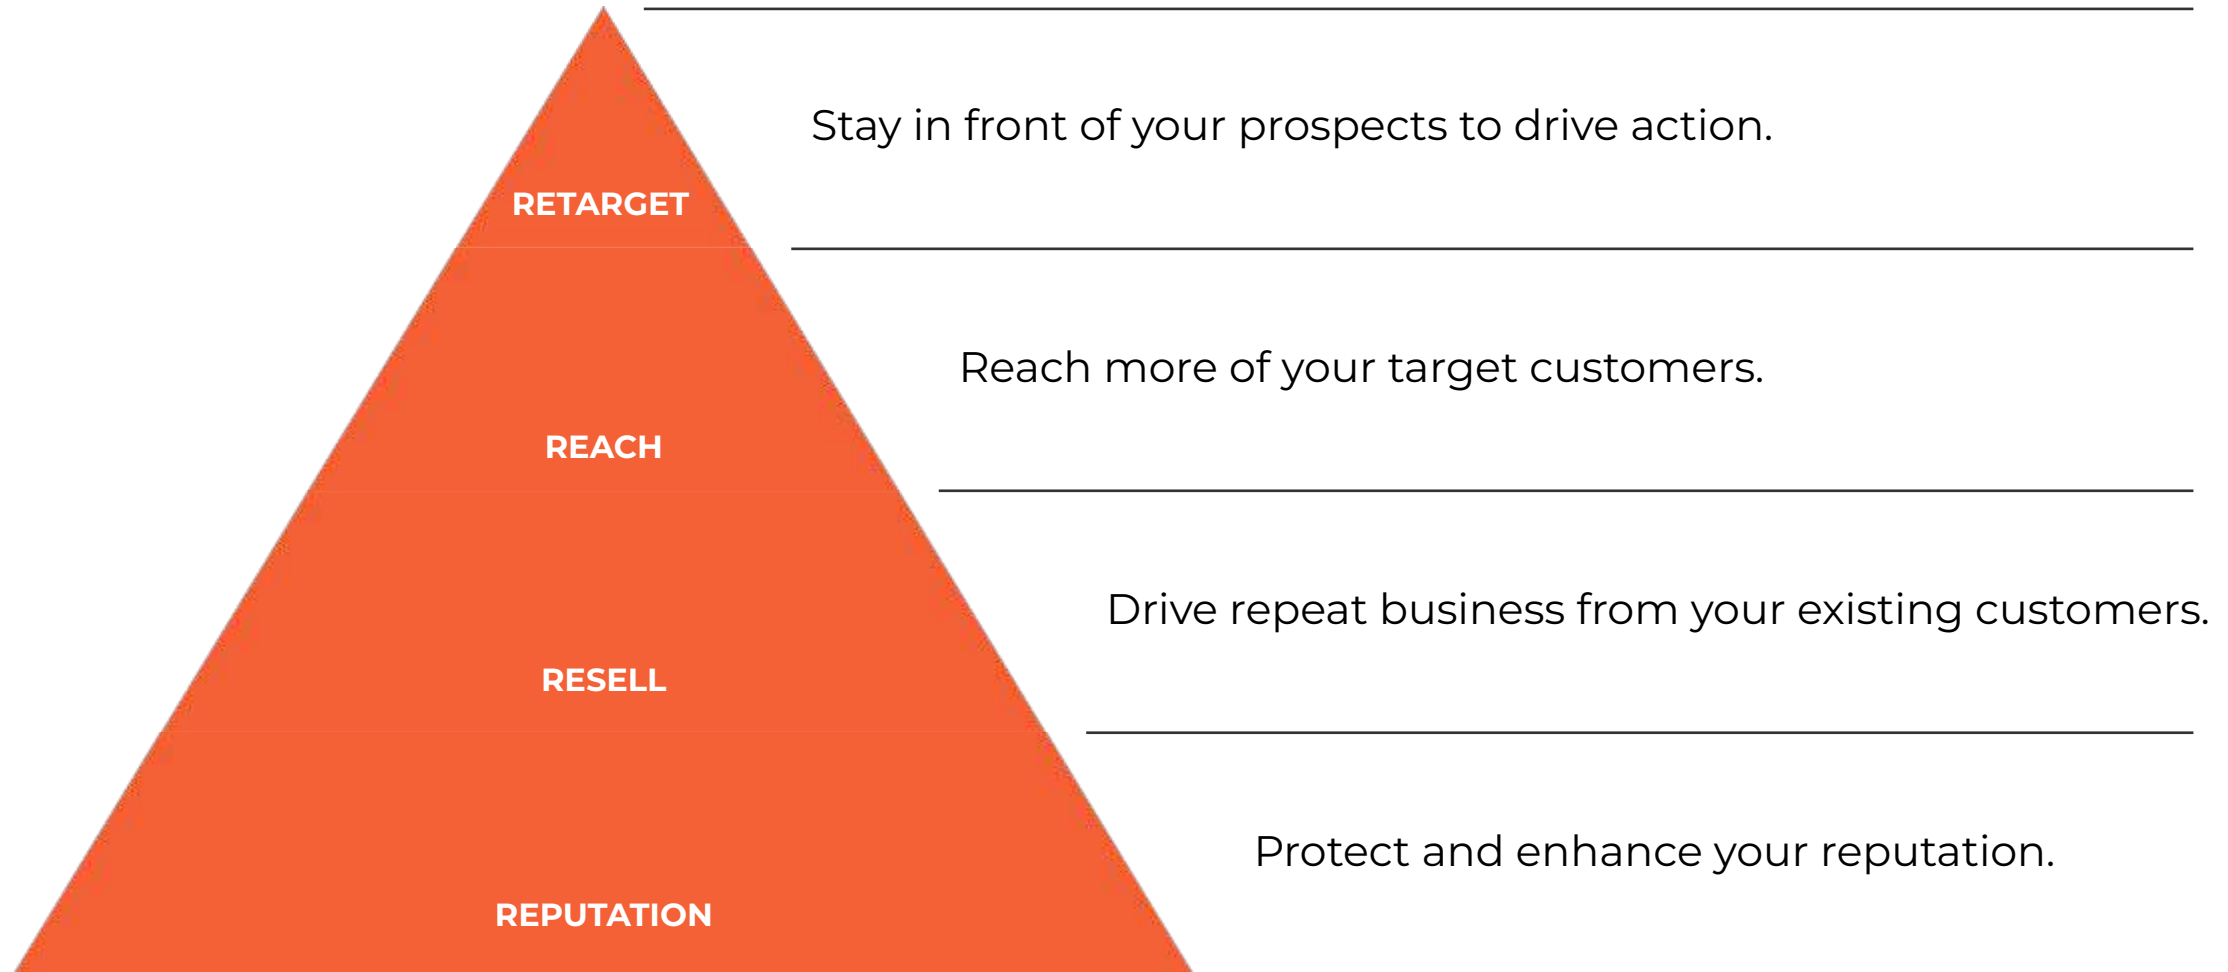 Stay in front of your prospects to drive action.
RETARGET
Reach more of your target customers.
REACH
Drive repeat business from your existing customers.
RESELL
Protect and enhance your reputation.
REPUTATION